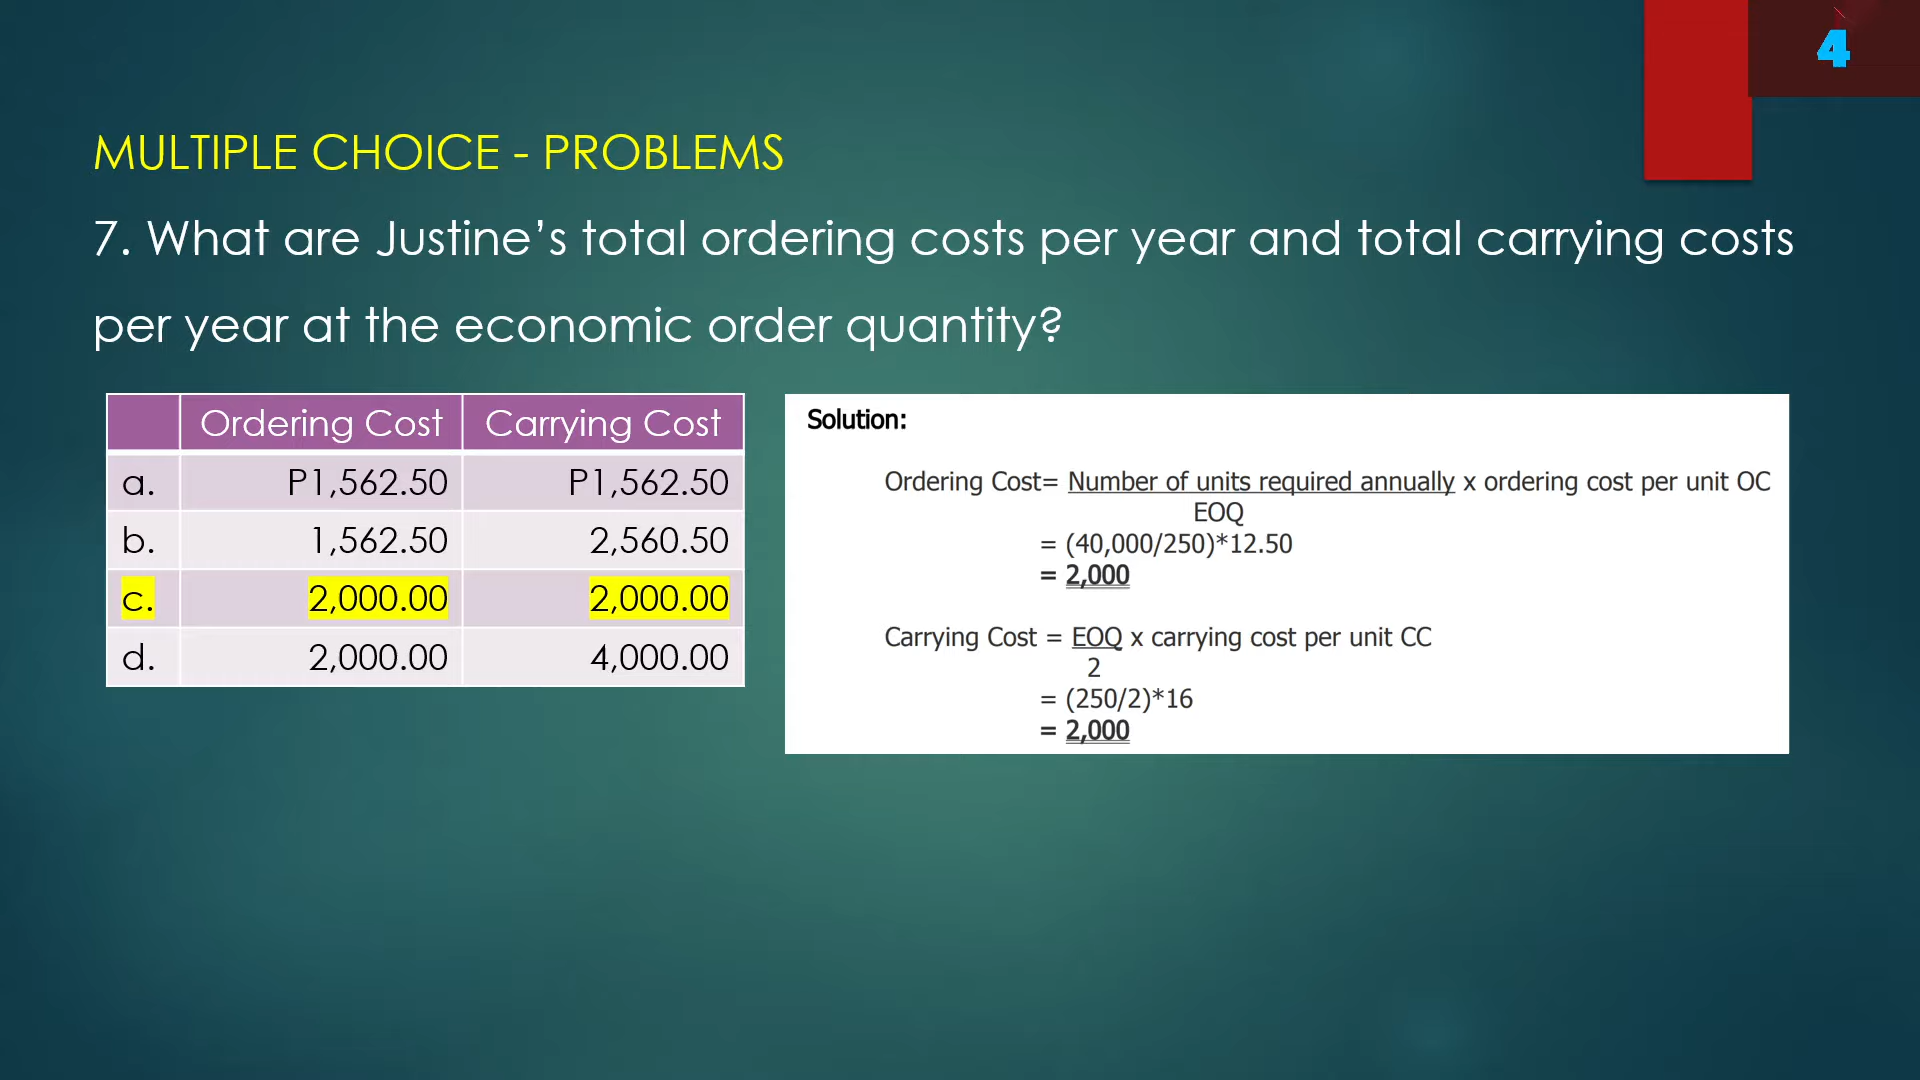 4
MULTIPLE CHOICE - PROBLEMS
7. What are Justine’s total ordering costs per year and total carrying costs
per year at the economic order quantity?
Ordering Cost Carrying Cost
a. P1,562.50 P1,562.50
b. 1,562.50 2,560.50
c. 2,000.00 2,000.00
d. 2,000.00 4,000.00
Solution:
Ordering Cost= Number of units required annually x ordering cost per unit OC
EOQ
= (40,000/250)*12.50
= 2,000
Carrying Cost = EOQ x carrying cost per unit CC
2
= (250/2)*16
= 2,000